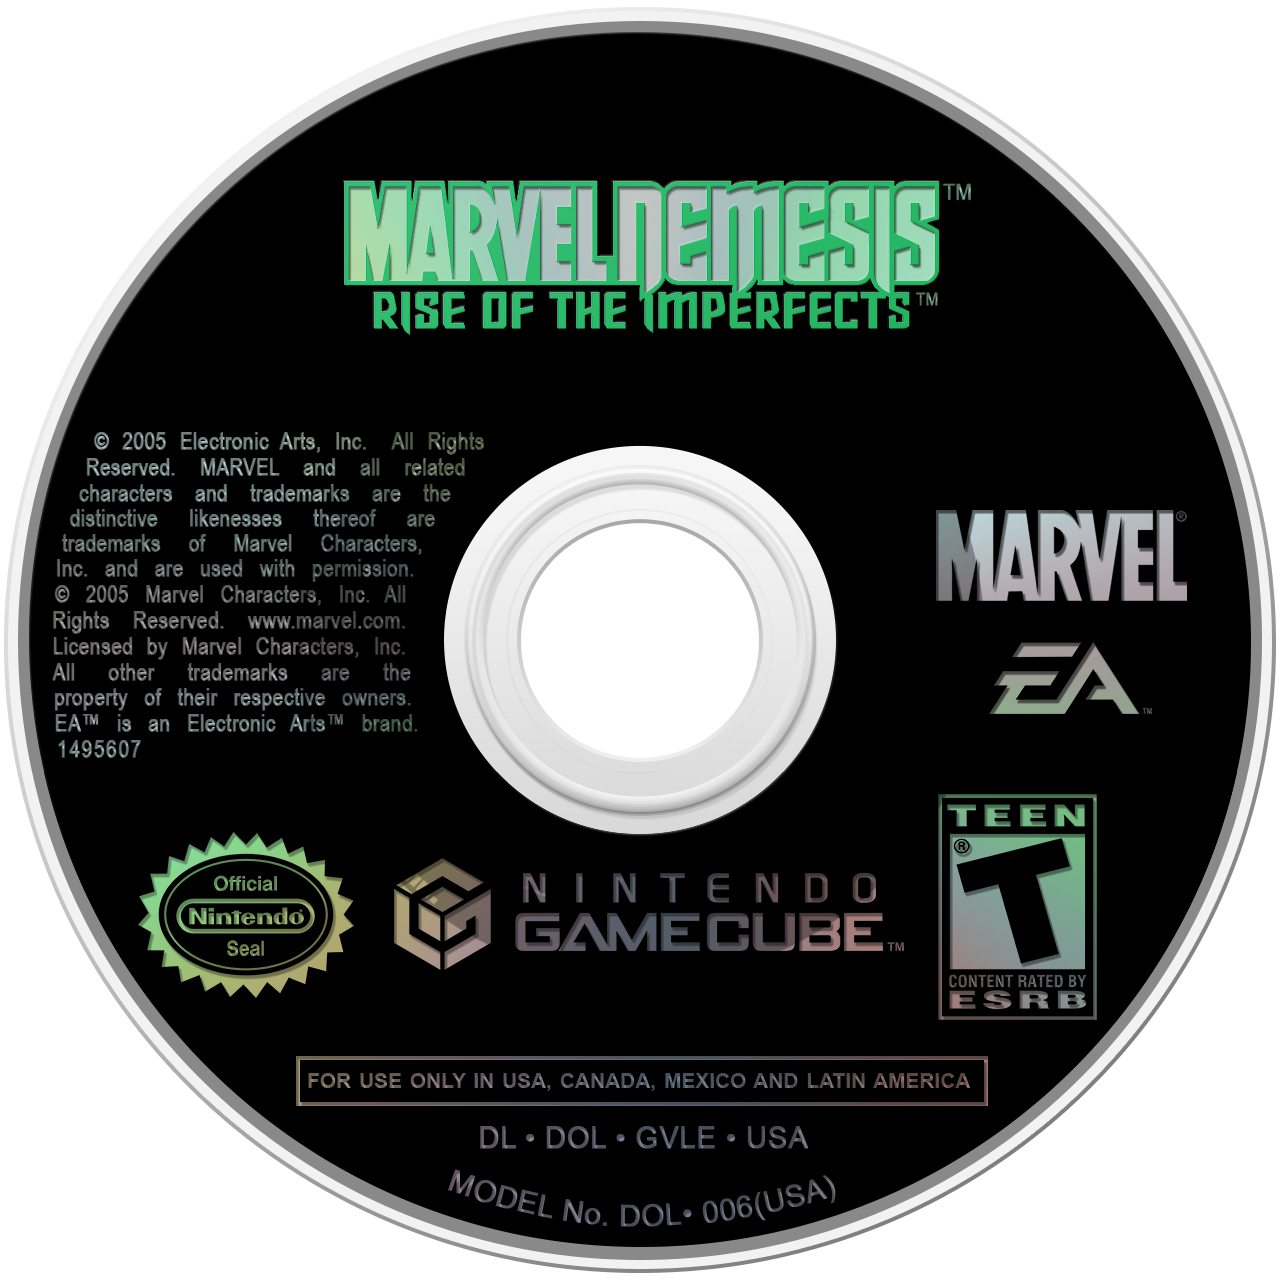 MARVEL NEMESIS™
RISE OF THE IMPERFECTS™
© 2005 Electronic Arts, Inc. All Rights
Reserved. MARVEL and all related
characters and trademarks are the
distinctive likenesses thereof are
trademarks of Marvel Characters,
Inc. and are used with permission.
© 2005 Marvel Characters, Inc. All
Rights Reserved. www.marvel.com.
Licensed by Marvel Characters, Inc.
All other trademarks are the
property of their respective owners.
EA™ is an Electronic Arts™ brand.
1495607
MARVEL®
EA™
Official
Nintendo®
Seal
NINTENDO
GAMECUBE™
TEEN
®
T
CONTENT RATED BY
ESRB
FOR USE ONLY IN USA, CANADA, MEXICO AND LATIN AMERICA
DL • DOL • GVLE • USA
MODEL No. DOL• 006(USA)